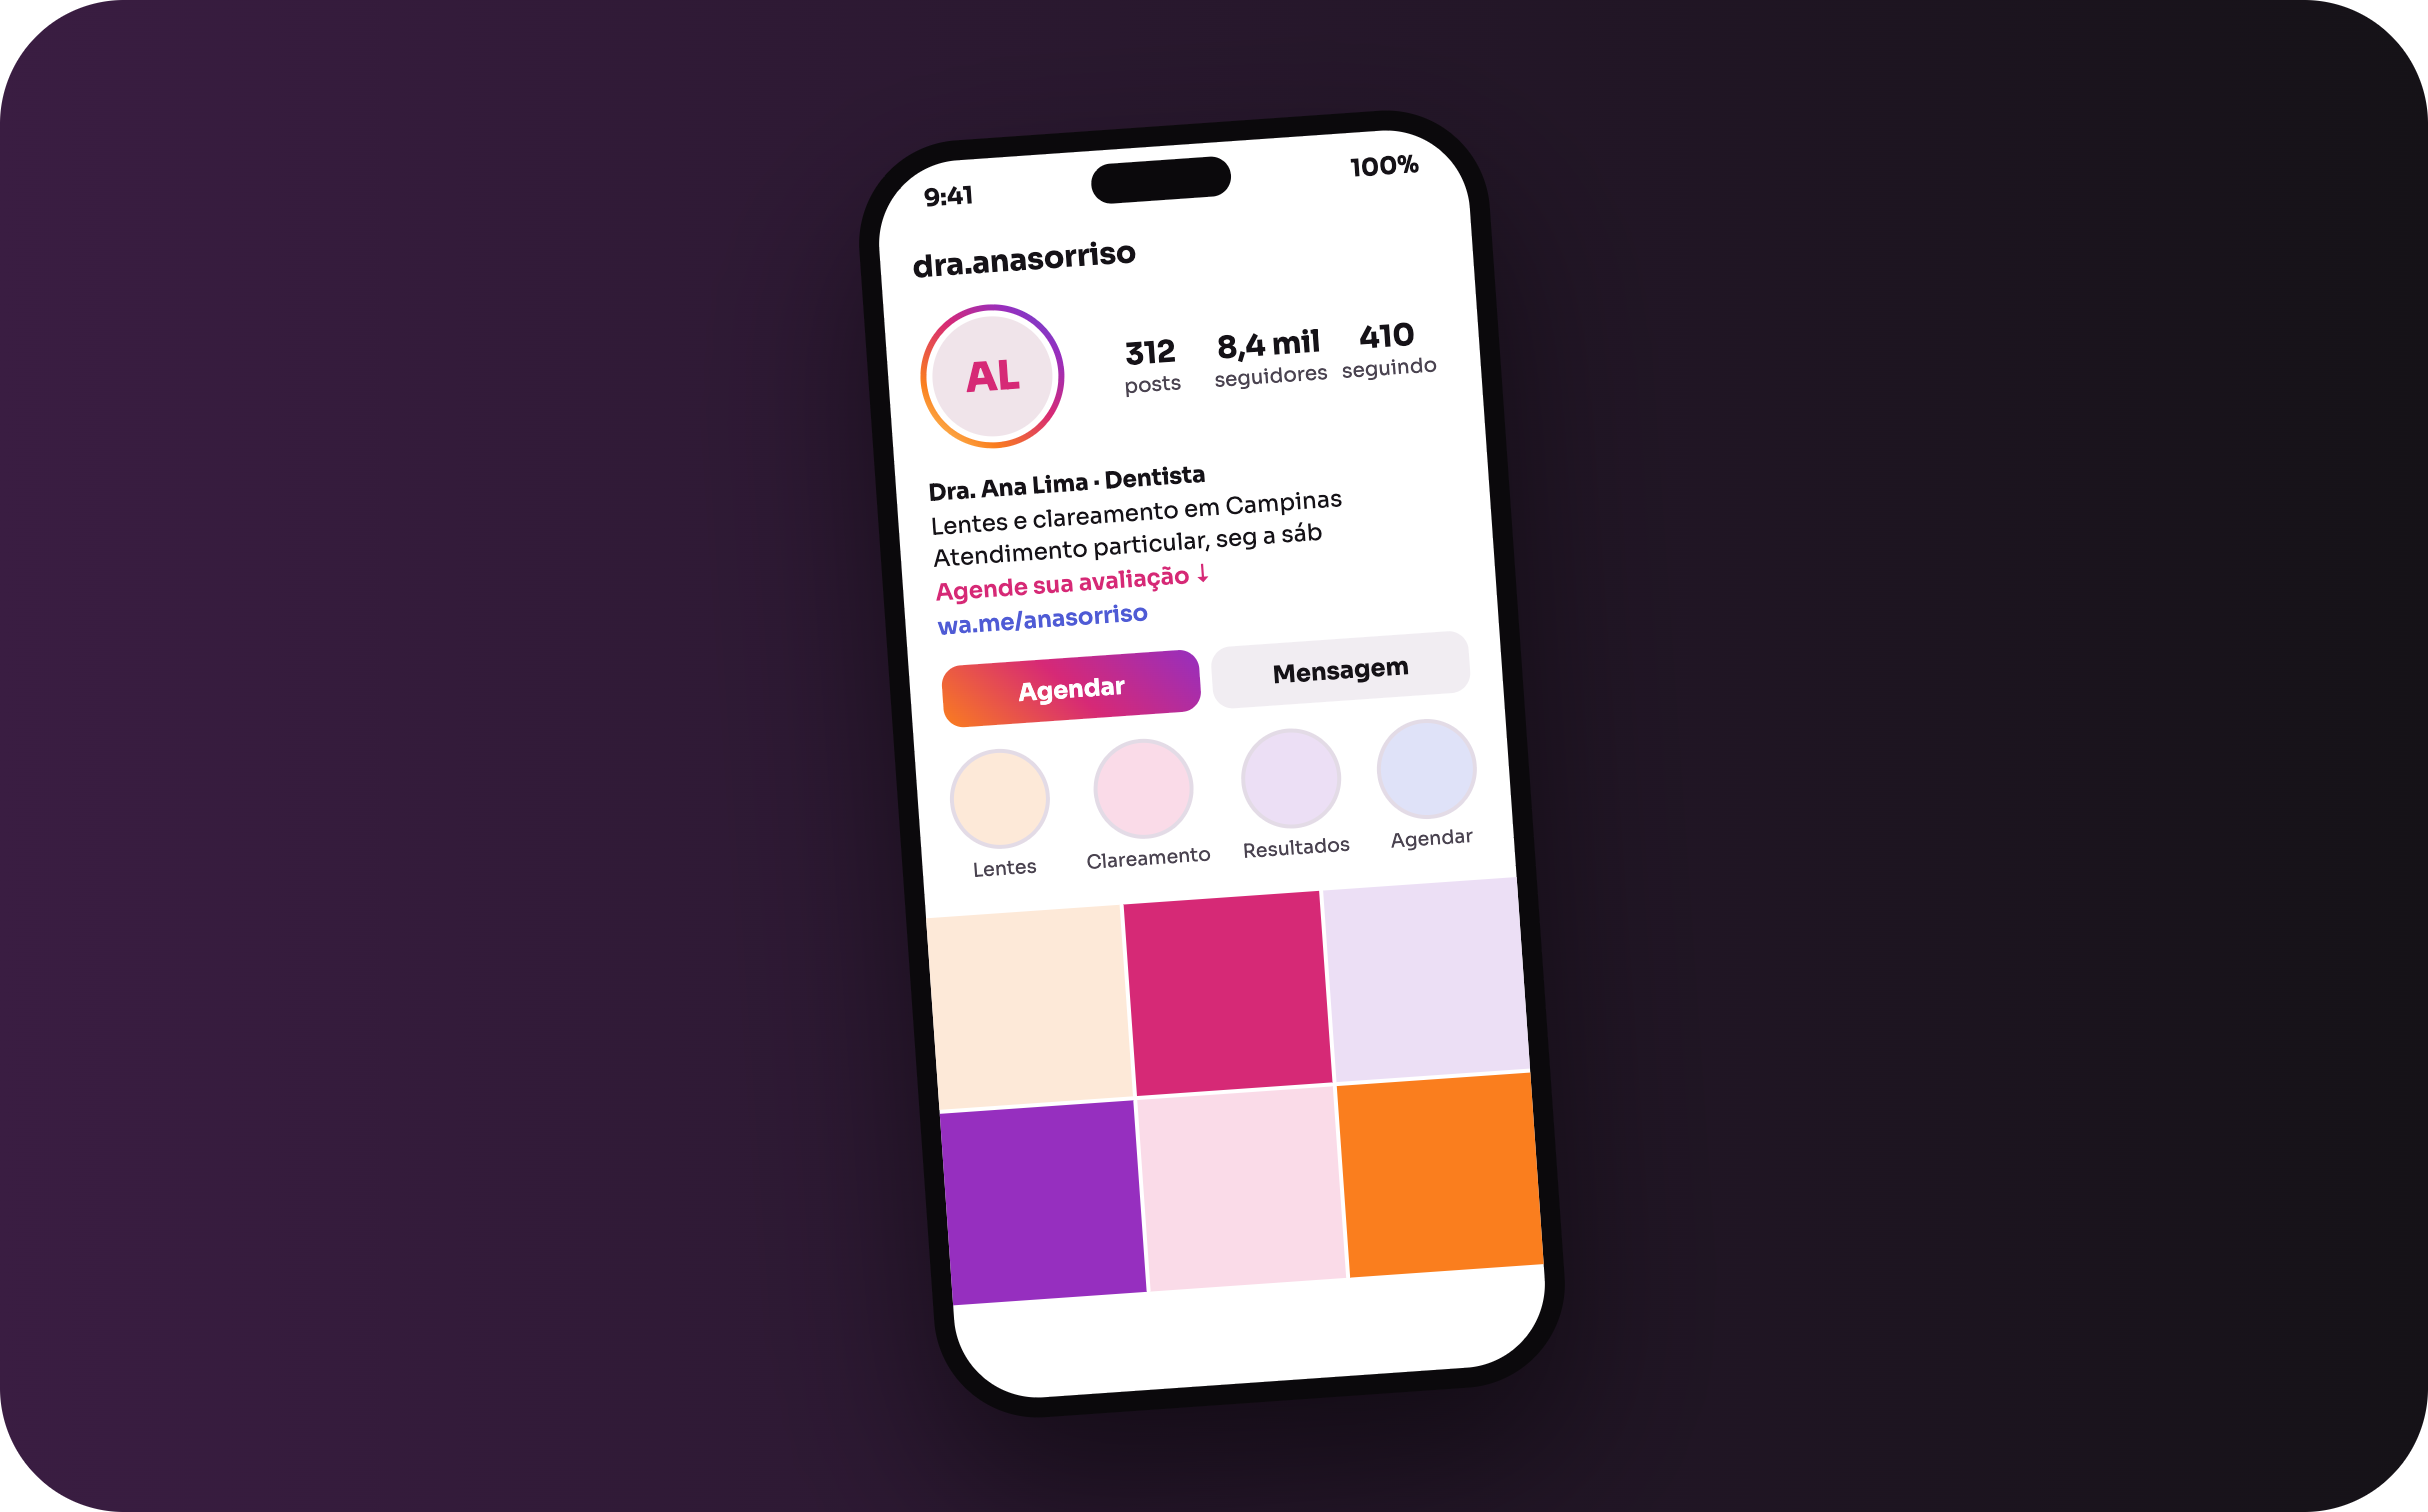 9:41 100%
dra.anasorriso
AL
312 8,4 mil 410
posts seguidores seguindo
Dra. Ana Lima · Dentista
Lentes e clareamento em Campinas
Atendimento particular, seg a sáb
Agende sua avaliação ↓
wa.me/anasorriso
Agendar Mensagem
Lentes Clareamento Resultados Agendar